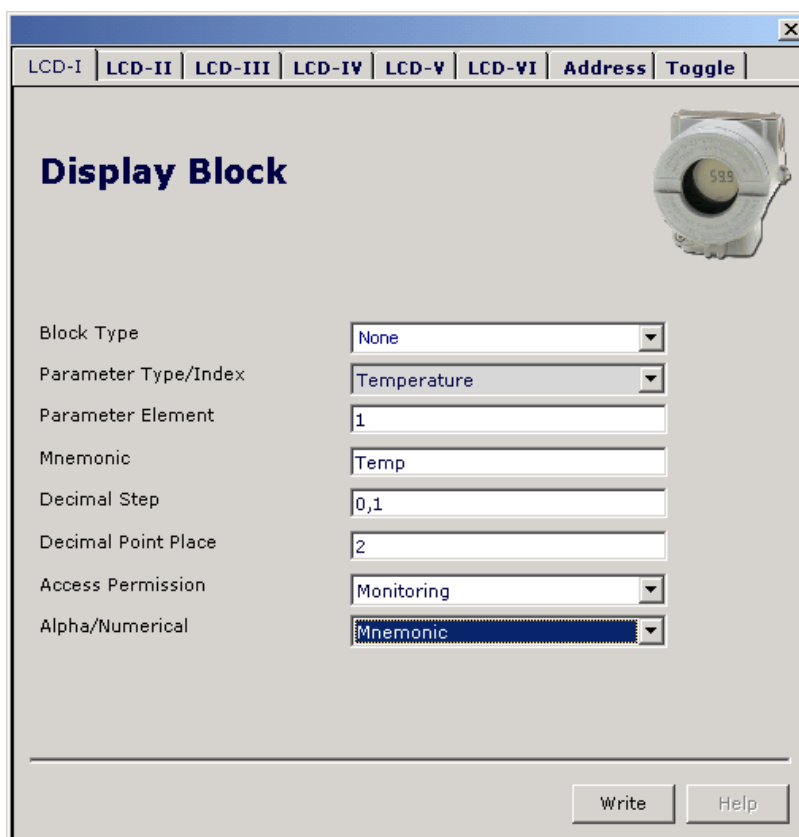 LCD-I LCD-II LCD-III LCD-IV LCD-V LCD-VI Address Toggle
Display Block
59.9
Block Type None
Parameter Type/Index Temperature
Parameter Element 1
Mnemonic Temp
Decimal Step 0,1
Decimal Point Place 2
Access Permission Monitoring
Alpha/Numerical Mnemonic
Write Help